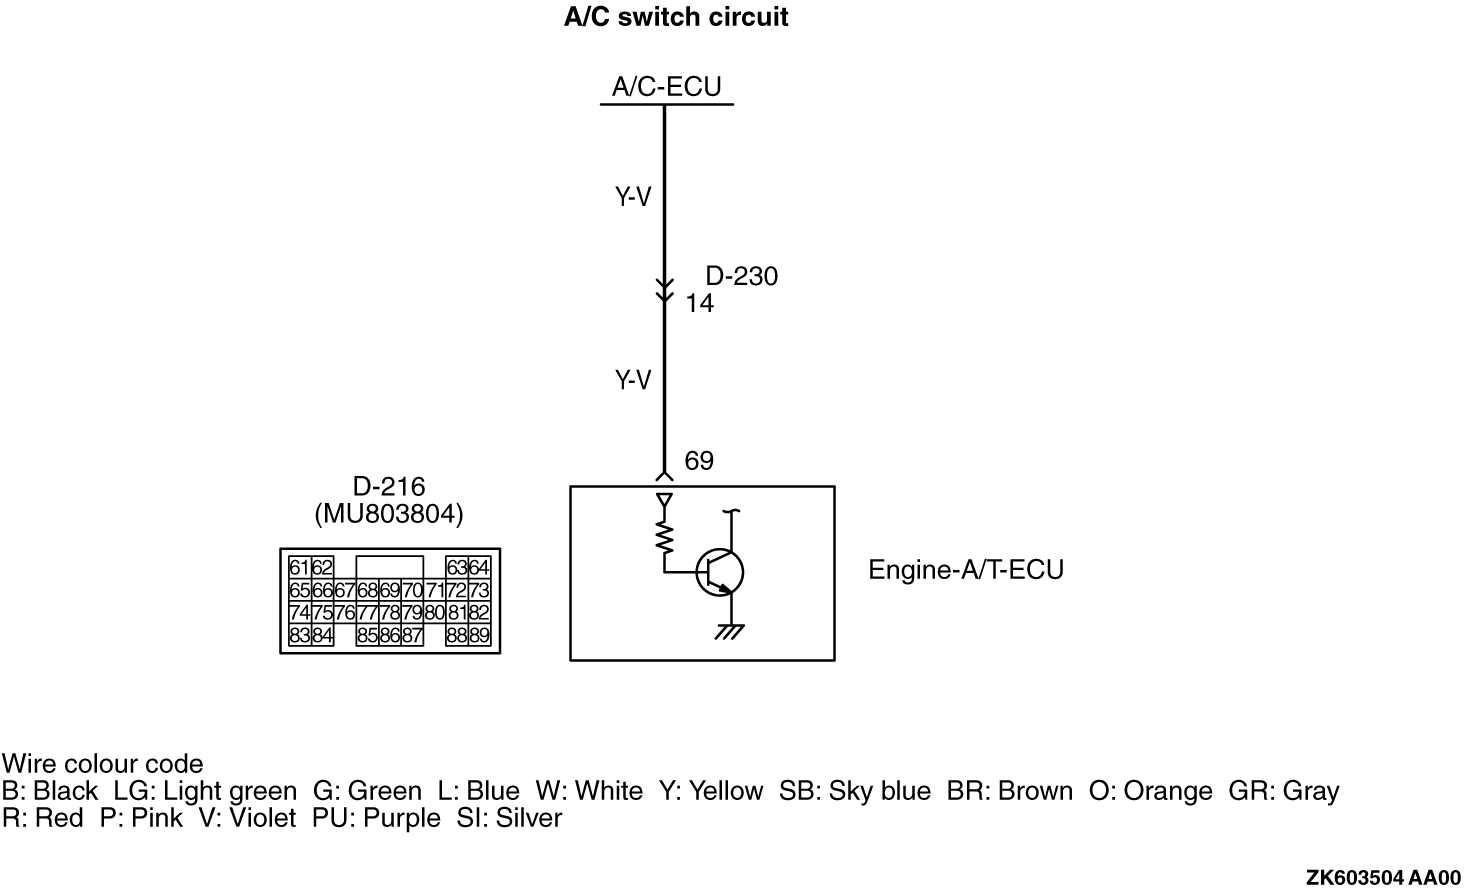 A/C switch circuit
A/C-ECU
Y-V
D-230
14
Y-V
69
D-216
(MU803804)
61 62 63 64
65 66 67 68 69 70 71 72 73
74 75 76 77 78 79 80 81 82
83 84 85 86 87 88 89
Engine-A/T-ECU
Wire colour code
B: Black LG: Light green G: Green L: Blue W: White Y: Yellow SB: Sky blue BR: Brown O: Orange GR: Gray
R: Red P: Pink V: Violet PU: Purple SI: Silver
ZK603504 AA00